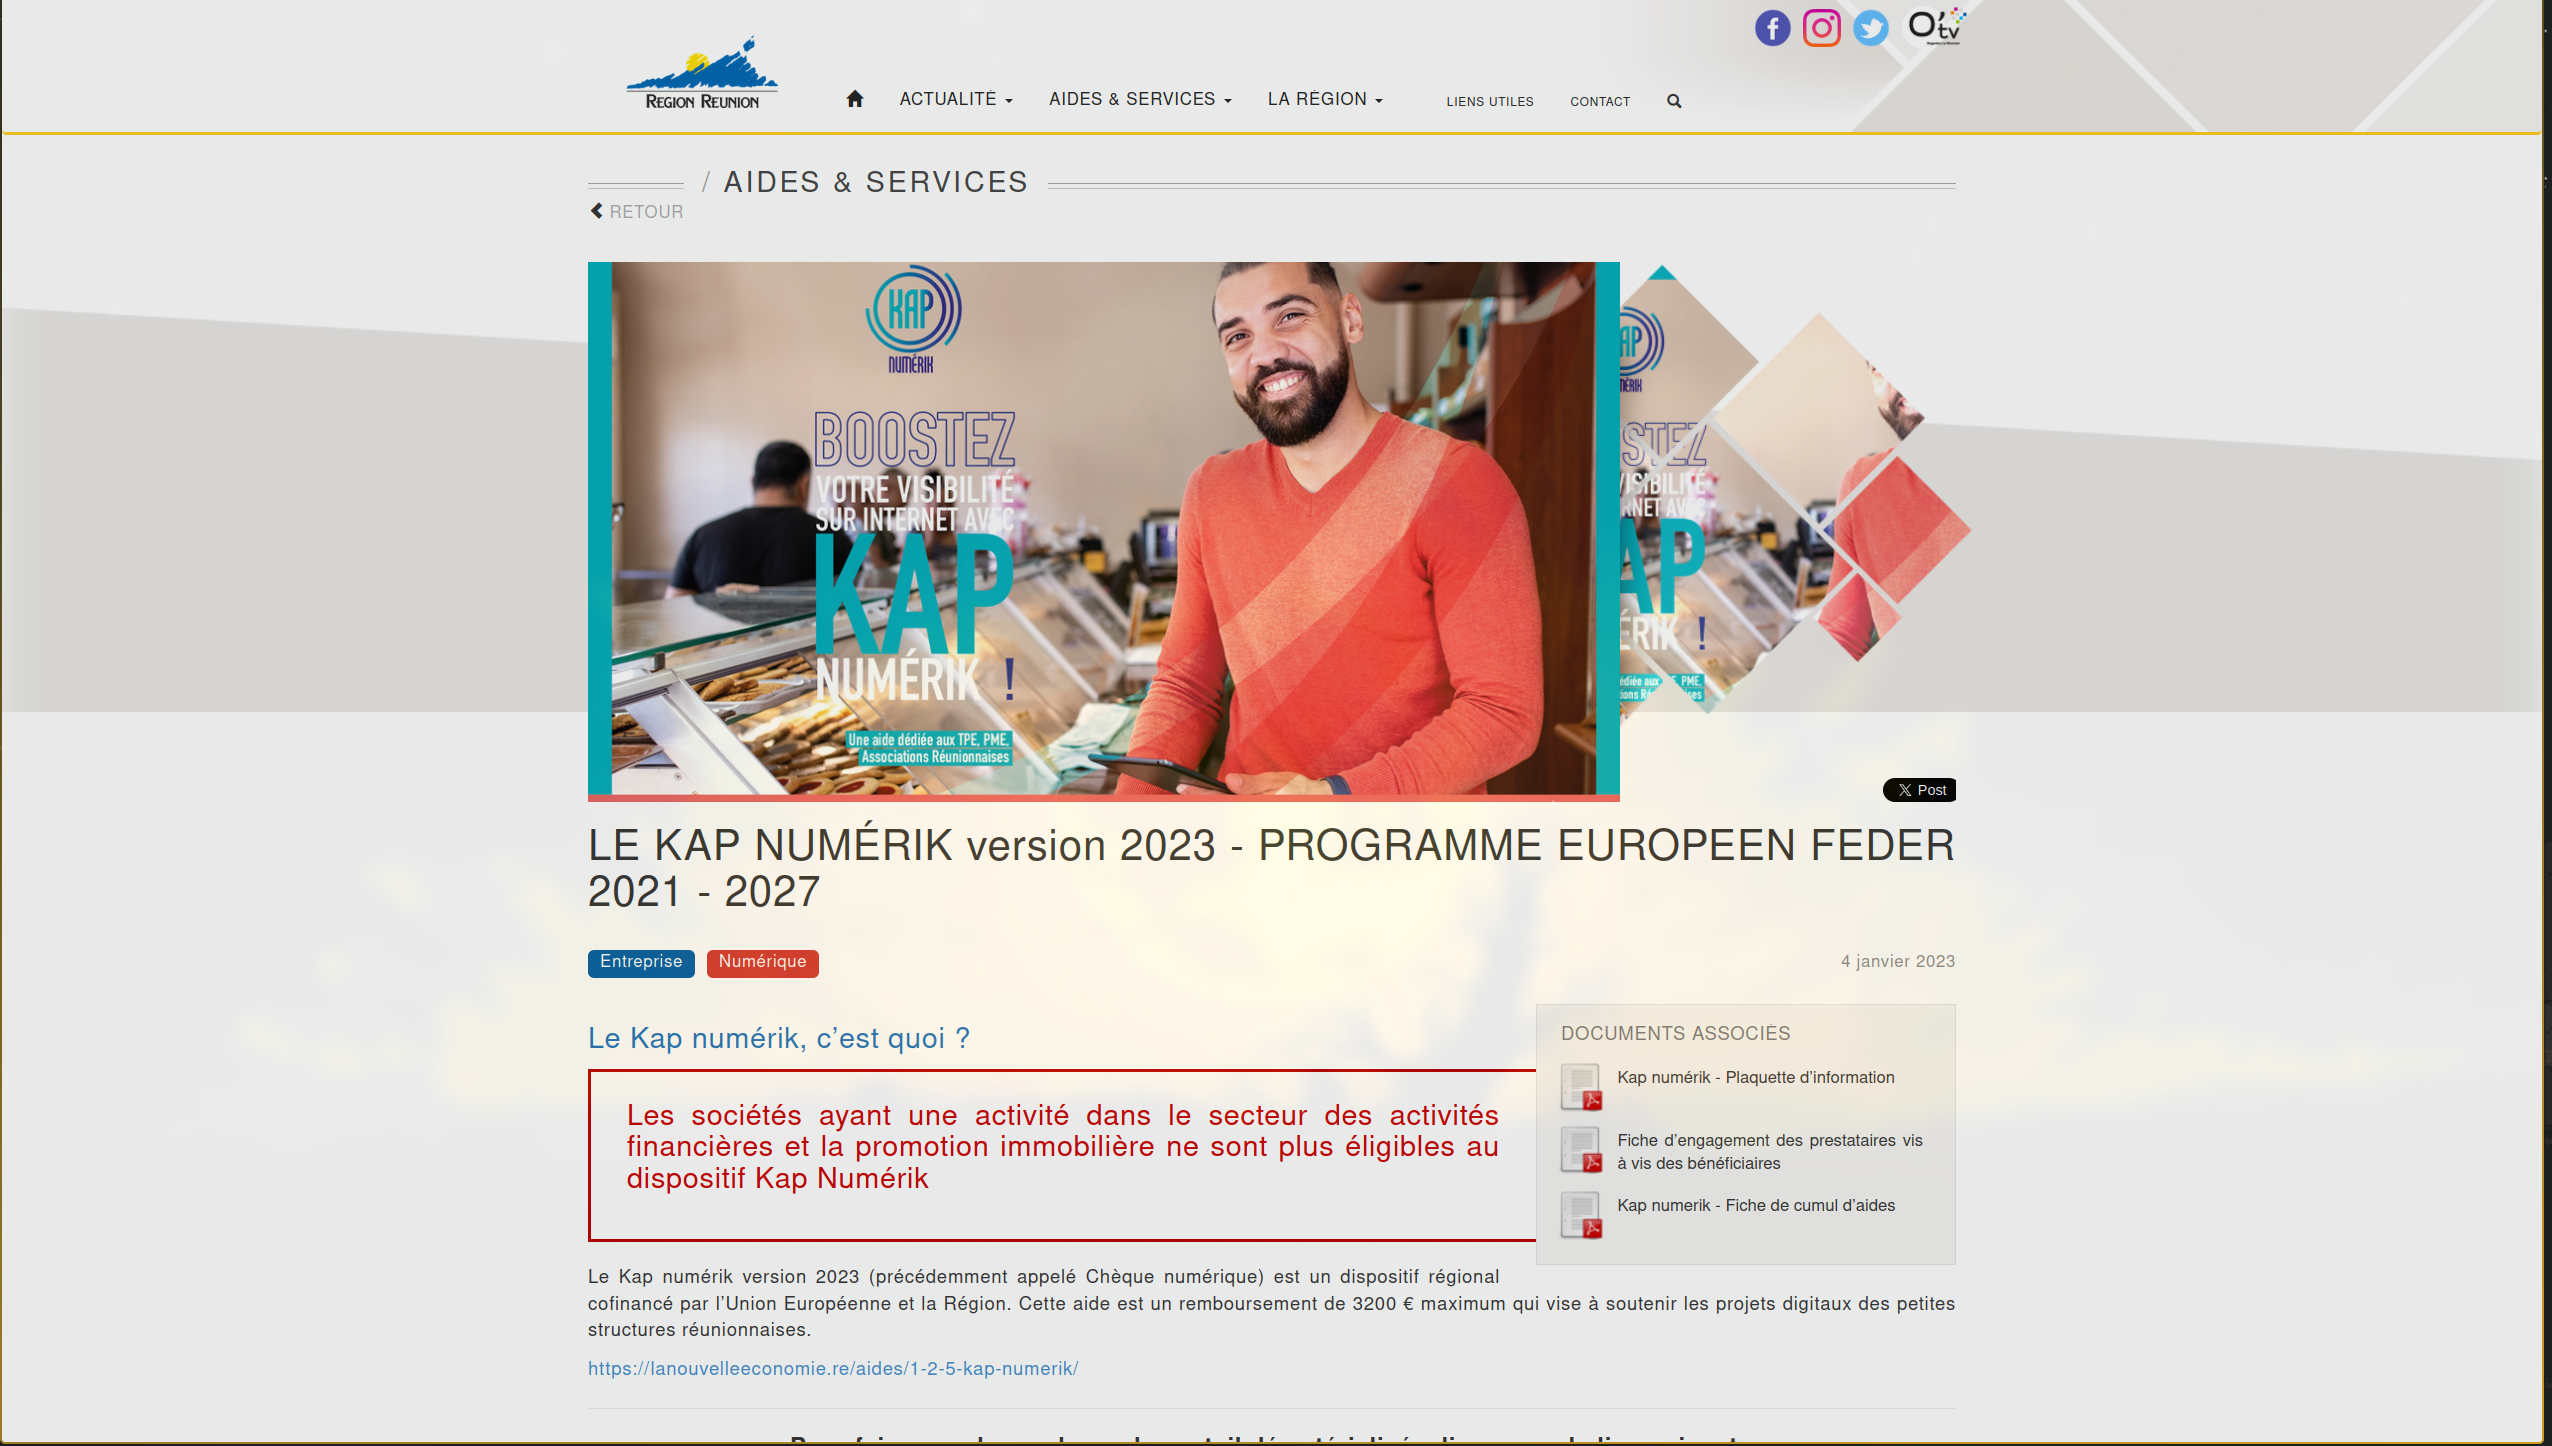 O'tv
REGION REUNION
ACTUALITÉ
AIDES & SERVICES
LA RÉGION
LIENS UTILES
CONTACT
/ AIDES & SERVICES
RETOUR
KAP
NUMÉRIK
BOOSTEZ
VOTRE VISIBILITÉ
SUR INTERNET AVEC
KAP
NUMÉRIK !
Une aide dédiée aux TPE, PME,
Associations Réunionnaises
Post
LE KAP NUMÉRIK version 2023 - PROGRAMME EUROPEEN FEDER
2021 - 2027
Entreprise
Numérique
4 janvier 2023
Le Kap numérik, c’est quoi ?
Les sociétés ayant une activité dans le secteur des activités
financières et la promotion immobilière ne sont plus éligibles au
dispositif Kap Numérik
DOCUMENTS ASSOCIÉS
Kap numérik - Plaquette d’information
Fiche d’engagement des prestataires vis
à vis des bénéficiaires
Kap numerik - Fiche de cumul d’aides
Le Kap numérik version 2023 (précédemment appelé Chèque numérique) est un dispositif régional
cofinancé par l’Union Européenne et la Région. Cette aide est un remboursement de 3200 € maximum qui vise à soutenir les projets digitaux des petites
structures réunionnaises.
https://lanouvelleeconomie.re/aides/1-2-5-kap-numerik/